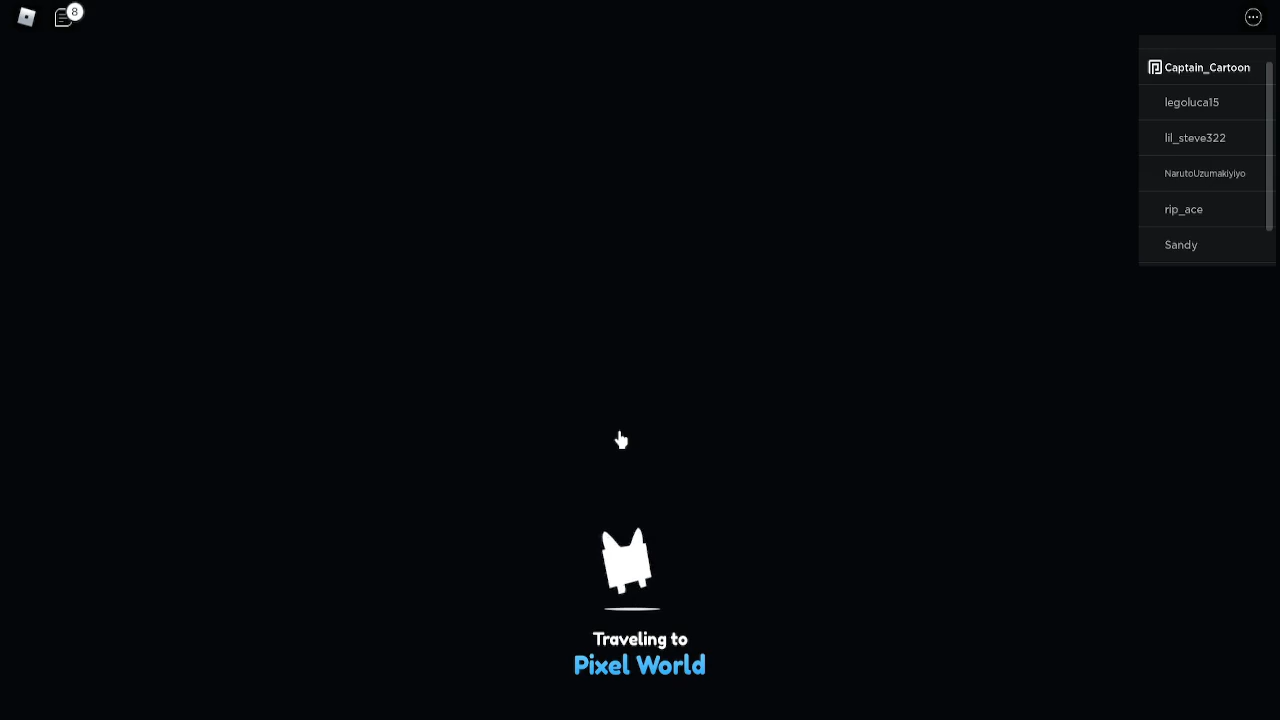 8
Captain_Cartoon
legoluca15
lil_steve322
NarutoUzumakiyiyo
rip_ace
Sandy
Traveling to
Pixel World